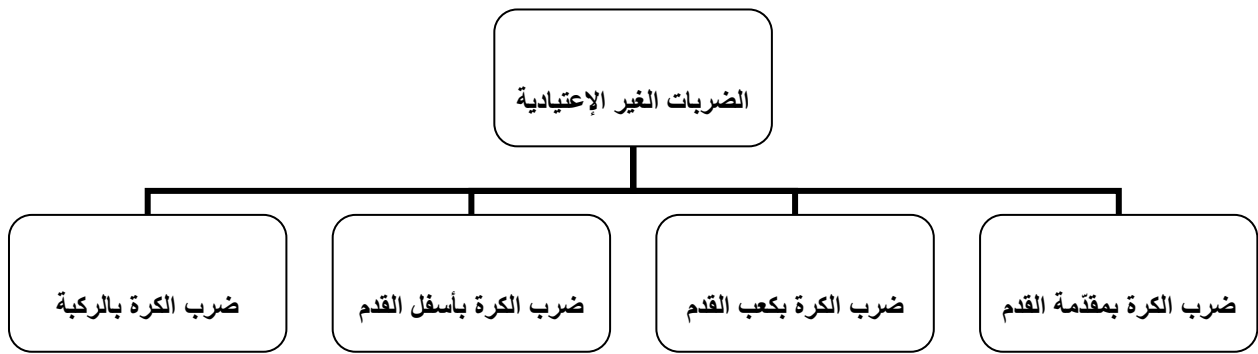 الضربات الغير الإعتيادية
ضرب الكرة بمقدّمة القدم
ضرب الكرة بكعب القدم
ضرب الكرة بأسفل القدم
ضرب الكرة بالركبة